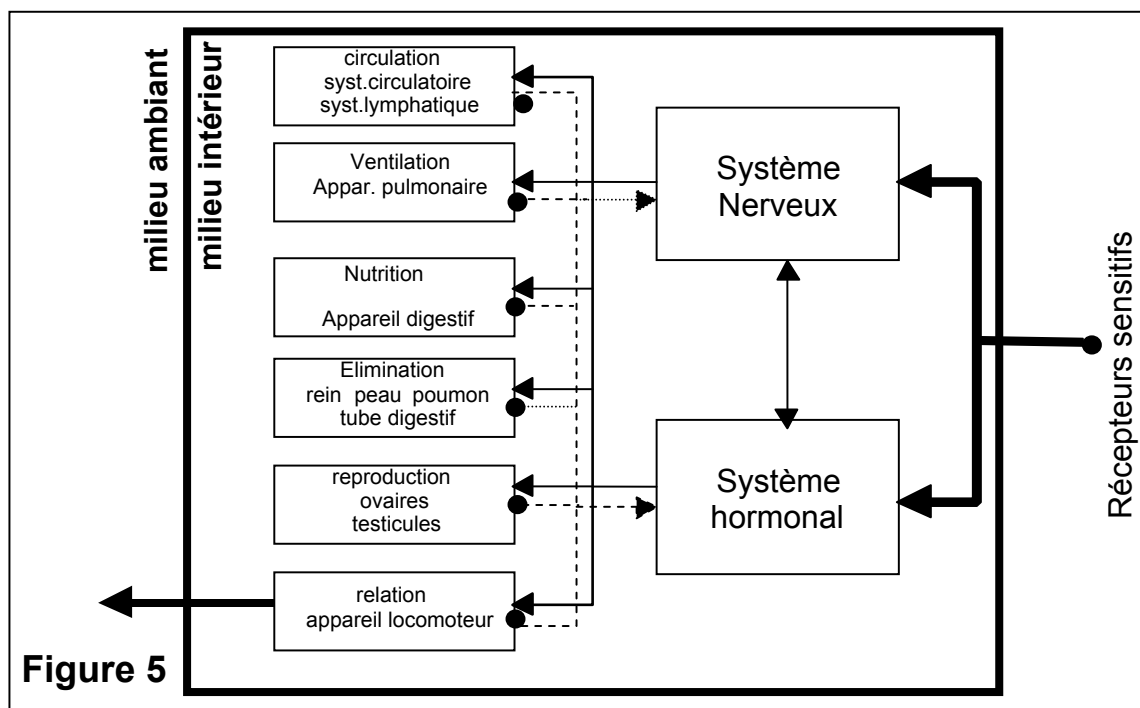 milieu ambiant
milieu intérieur
circulation
syst.circulatoire
syst.lymphatique
Ventilation
Appar. pulmonaire
Nutrition
Appareil digestif
Elimination
rein peau poumon
tube digestif
reproduction
ovaires
testicules
relation
appareil locomoteur
Système
Nerveux
Système
hormonal
Récepteurs sensitifs
Figure 5